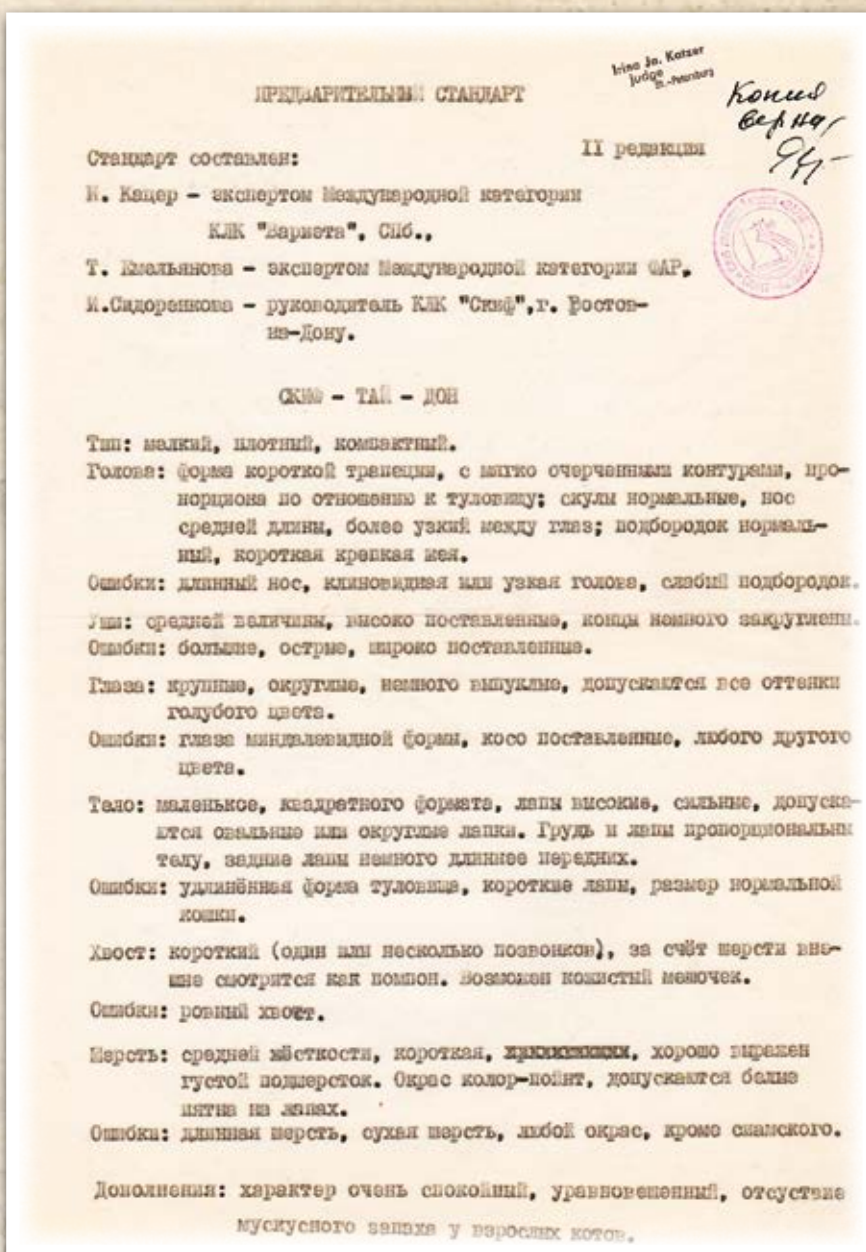 Irina Ja. Katzer
Judge
St.-Petersburg
Копия
верна
ПРЕДВАРИТЕЛЬНЫЙ СТАНДАРТ
II редакция
Стандарт составлен:
И. Кацер – экспертом Международной категории
КЛК "Вариета", СПб.,
Т. Емельянова – экспертом Международной категории ФАР,
И.Сидоренкова – руководитель КЛК "Скиф",г. Ростов-
на-Дону.
СКИФ – ТАЙ – ДОН
Тип: мелкий, плотный, компактный.
Голова: форма короткой трапеции, с мягко очерченными контурами, про-
порциона по отношению к туловищу; скулы нормальные, нос
средней длины, более узкий между глаз; подбородок нормаль-
ный, короткая крепкая шея.
Ошибки: длинный нос, клиновидная или узкая голова, слабый подбородок.
Уши: средней величины, высоко поставленные, концы немного закруглены.
Ошибки: большие, острые, широко поставленные.
Глаза: крупные, округлые, немного выпуклые, допускаются все оттенки
голубого цвета.
Ошибки: глаза миндалевидной формы, косо поставленные, любого другого
цвета.
Тело: маленькое, квадратного формата, лапы высокие, сильные, допуска-
ются овальные или округлые лапки. Грудь и лапы пропорциональны
телу, задние лапы немного длиннее передних.
Ошибки: удлинённая форма туловища, короткие лапы, размер нормальной
кошки.
Хвост: короткий (один или несколько позвонков), за счёт шерсти вне-
шне смотрится как помпон. Возможен кожистый мешочек.
Ошибки: ровный хвост.
Шерсть: средней жёсткости, короткая, хорошо выражен
густой подшерсток. Окрас колор-пойнт, допускаются белые
пятна на лапах.
Ошибки: длинная шерсть, сухая шерсть, любой окрас, кроме сиамского.
Дополнения: характер очень спокойный, уравновешенный, отсуствие
мускусного запаха у взрослых котов.